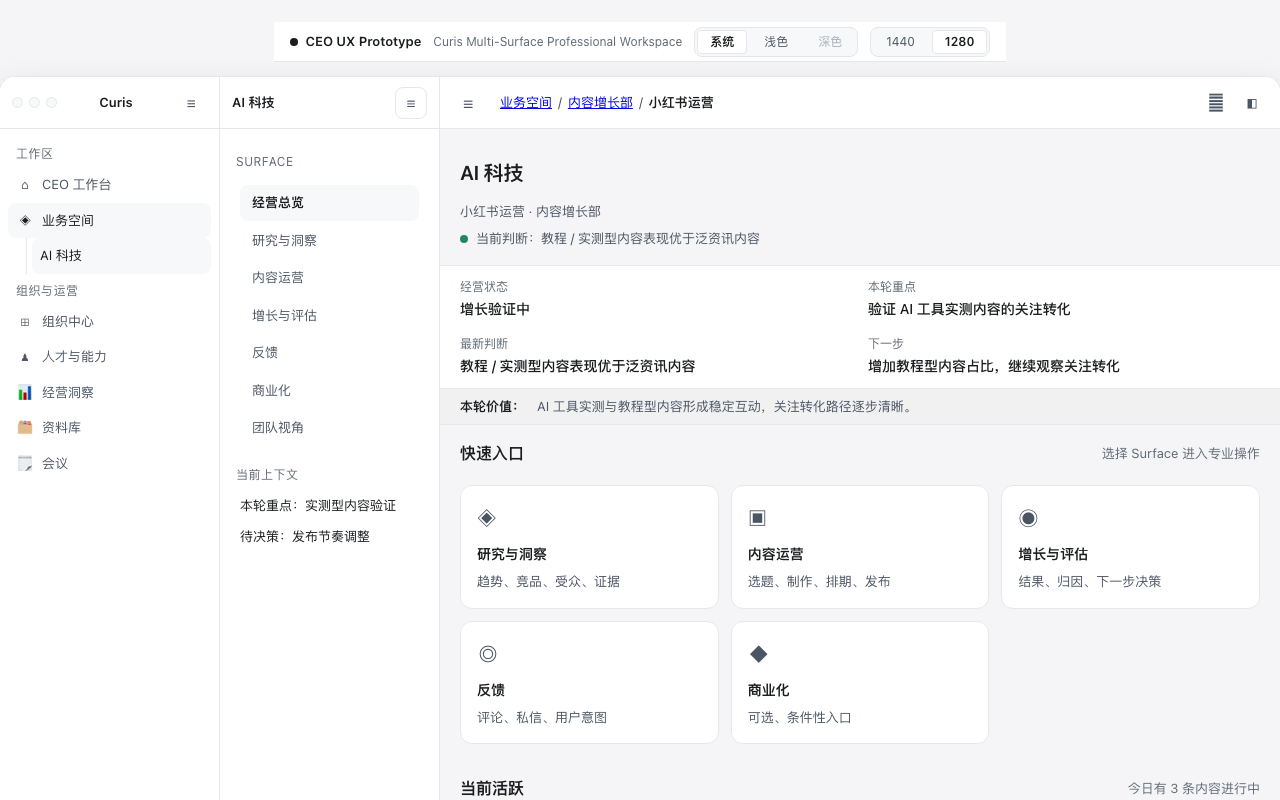 CEO UX Prototype Curis Multi-Surface Professional Workspace 系统 浅色 深色 1440 1280
Curis
AI 科技
业务空间 / 内容增长部 / 小红书运营
工作区
CEO 工作台
业务空间
AI 科技
组织与运营
组织中心
人才与能力
经营洞察
资料库
会议
SURFACE
经营总览
研究与洞察
内容运营
增长与评估
反馈
商业化
团队视角
当前上下文
本轮重点：实测型内容验证
待决策：发布节奏调整
AI 科技
小红书运营 · 内容增长部
当前判断：教程 / 实测型内容表现优于泛资讯内容
经营状态
增长验证中
本轮重点
验证 AI 工具实测内容的关注转化
最新判断
教程 / 实测型内容表现优于泛资讯内容
下一步
增加教程型内容占比，继续观察关注转化
本轮价值： AI 工具实测与教程型内容形成稳定互动，关注转化路径逐步清晰。
快速入口
选择 Surface 进入专业操作
研究与洞察
趋势、竞品、受众、证据
内容运营
选题、制作、排期、发布
增长与评估
结果、归因、下一步决策
反馈
评论、私信、用户意图
商业化
可选、条件性入口
当前活跃
今日有 3 条内容进行中